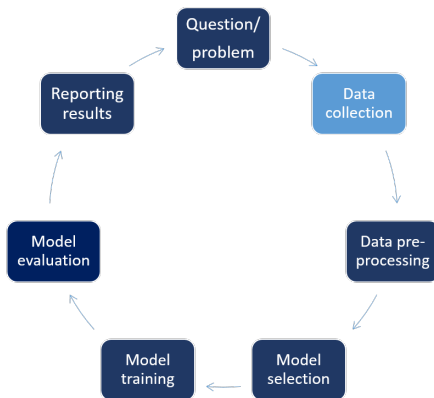 Question/
problem
Data
collection
Data pre-
processing
Model
selection
Model
training
Model
evaluation
Reporting
results